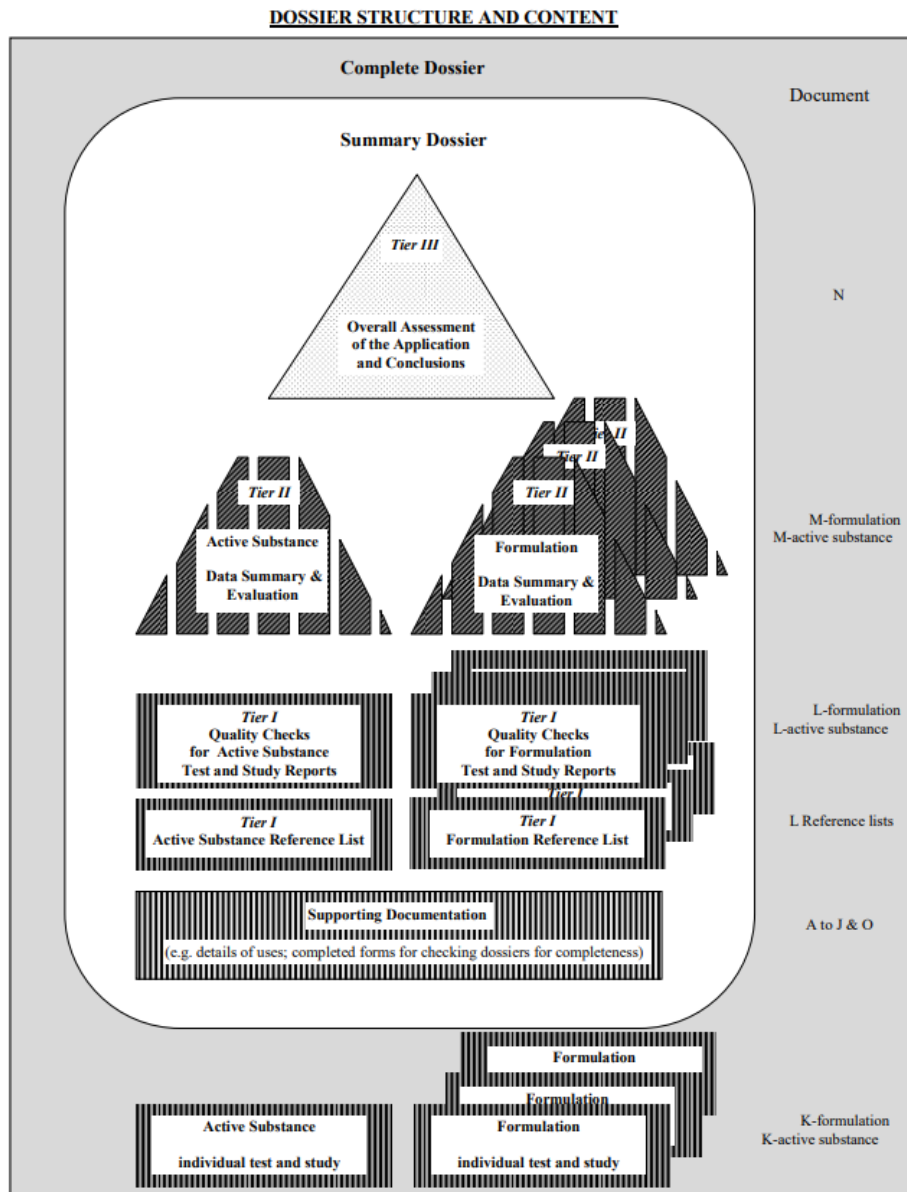 DOSSIER STRUCTURE AND CONTENT
Complete Dossier
Document
Summary Dossier
Tier III
N
Overall Assessment
of the Application
and Conclusions
Tier II
Tier II
Tier II
Tier II
M-formulation
M-active substance
Active Substance
Data Summary &
Evaluation
Formulation
Data Summary &
Evaluation
L-formulation
L-active substance
Tier I
Quality Checks
for Active Substance
Test and Study Reports
Tier I
Quality Checks
for Formulation
Test and Study Reports
Tier I
Tier I
Active Substance Reference List
Tier I
Formulation Reference List
L Reference lists
Supporting Documentation
(e.g. details of uses; completed forms for checking dossiers for completeness)
A to J & O
Formulation
Formulation
K-formulation
K-active substance
Active Substance
individual test and study
Formulation
individual test and study